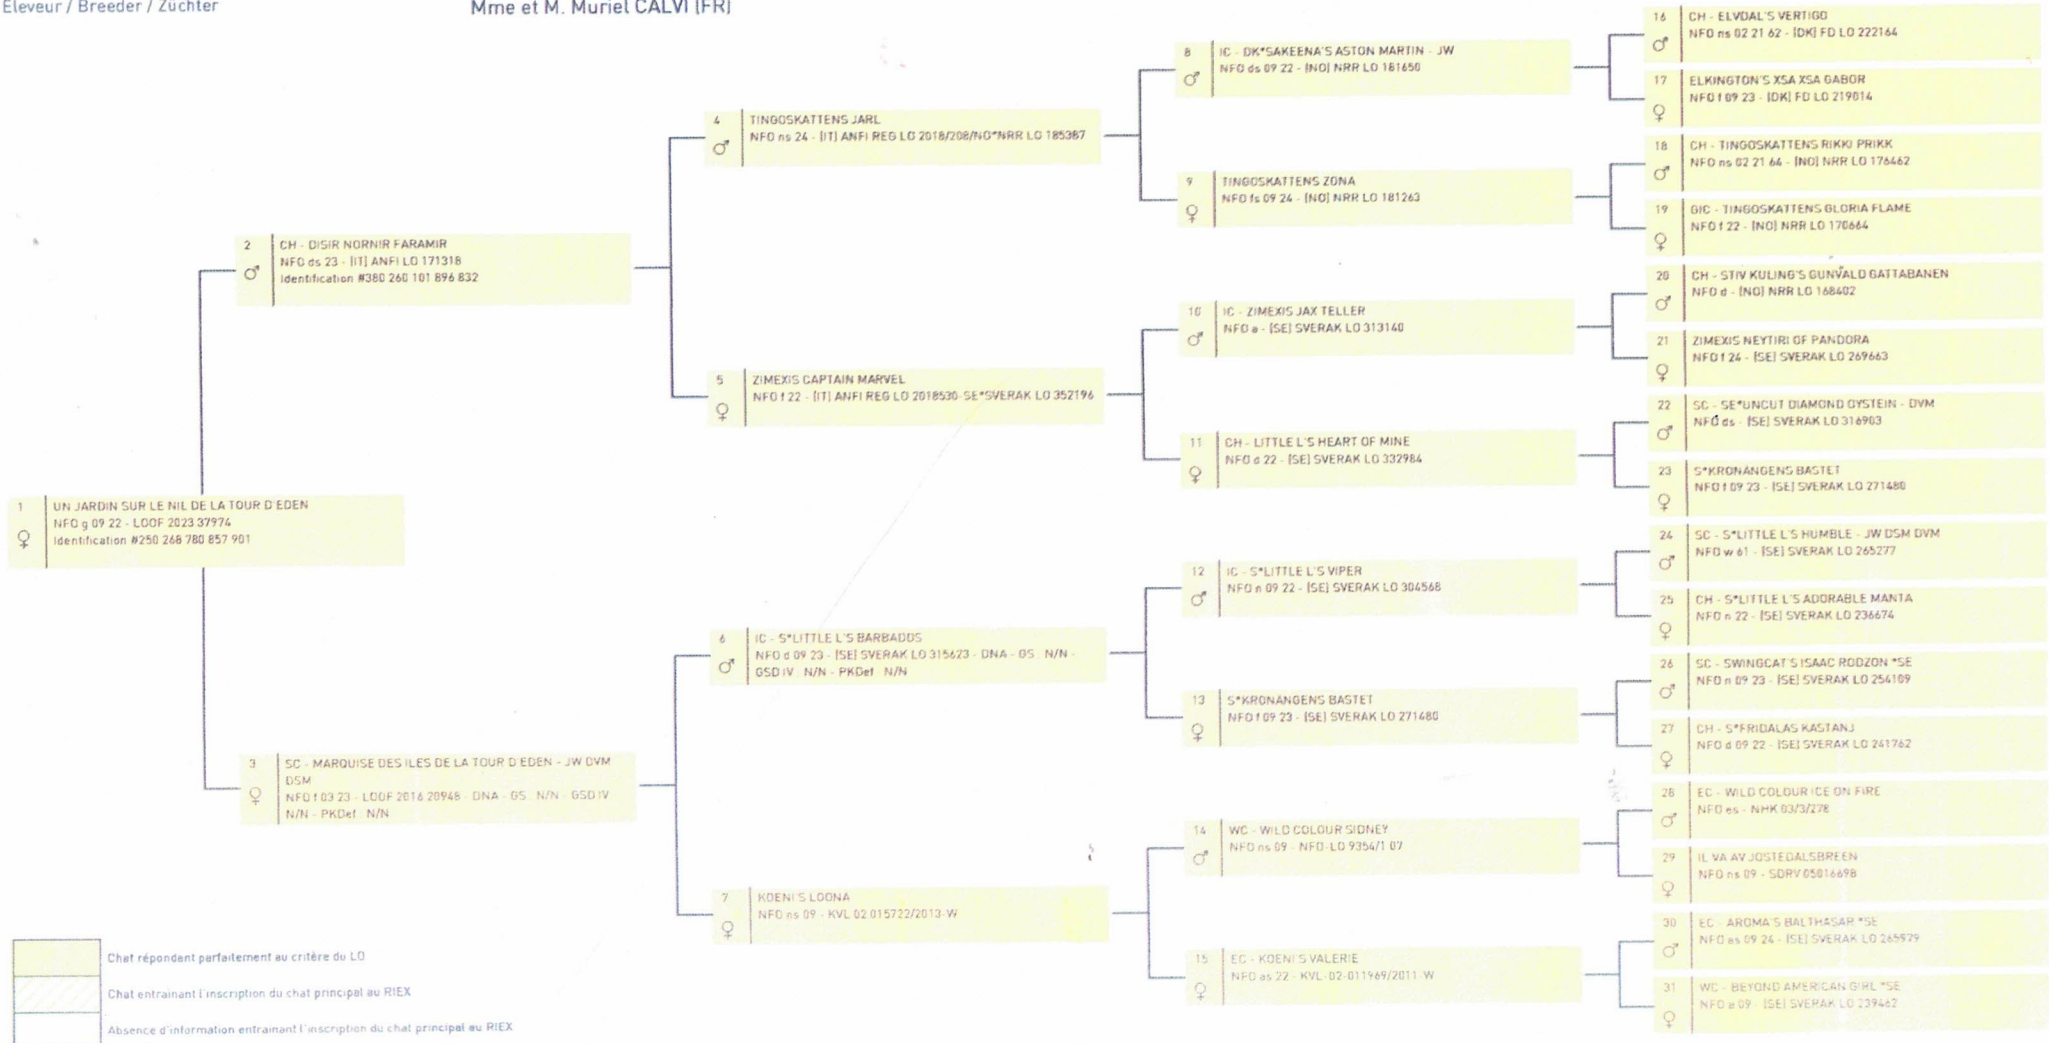 Eleveur / Breeder / Züchter
Mme et M. Muriel CALVI (FR)
1
UN JARDIN SUR LE NIL DE LA TOUR D'EDEN
NFO g 09 22 - LOOF 2023 37974
Identification #250 268 780 857 901
2
CH - DISIR NORNIR FARAMIR
NFO ds 23 - (IT) ANFI LO 171318
Identification #380 260 101 896 832
3
SC - MARQUISE DES ILES DE LA TOUR D'EDEN - JW DVM
DSM
NFO f 03 23 - LOOF 2016 20948 - DNA - GS : N/N - GSD IV
N/N - PKDef : N/N
4
TINGOSKATTENS JARL
NFO ns 24 - (IT) ANFI REG LO 2018/208/NO*NRR LO 185387
5
ZIMEXIS CAPTAIN MARVEL
NFO f 22 - (IT) ANFI REG LO 2018530-SE*SVERAK LO 352196
6
IC - S*LITTLE L'S BARBADOS
NFO d 09 23 - (SE) SVERAK LO 315623 - DNA - GS : N/N -
GSD IV : N/N - PKDef : N/N
7
KOENI'S LOONA
NFO ns 09 - KVL 02 015722/2013-W
8
IC - DK*SAKEENA'S ASTON MARTIN - JW
NFO ds 09 22 - (NO) NRR LO 181650
9
TINGOSKATTENS ZONA
NFO fs 09 24 - (NO) NRR LO 181263
10
IC - ZIMEXIS JAX TELLER
NFO a - (SE) SVERAK LO 313140
11
CH - LITTLE L'S HEART OF MINE
NFO d 22 - (SE) SVERAK LO 332984
12
IC - S*LITTLE L'S VIPER
NFO n 09 22 - (SE) SVERAK LO 304568
13
S*KRONÄNGENS BASTET
NFO f 09 23 - (SE) SVERAK LO 271480
14
WC - WILD COLOUR SIDNEY
NFO ns 09 - NFO-LO 9354/1 07
15
EC - KOENI'S VALERIE
NFO as 22 - KVL-02-011969/2011-W
16
CH - ELVDAL'S VERTIGO
NFO ns 02 21 62 - (DK) FD LO 222164
17
ELKINGTON'S XSA XSA GABOR
NFO f 09 23 - (DK) FD LO 219014
18
CH - TINGOSKATTENS RIKKI PRIKK
NFO ns 02 21 64 - (NO) NRR LO 176462
19
GIC - TINGOSKATTENS GLORIA FLAME
NFO f 22 - (NO) NRR LO 170664
20
CH - STIV KULING'S GUNVALD GATTABANEN
NFO d - (NO) NRR LO 168402
21
ZIMEXIS NEYTIRI OF PANDORA
NFO f 24 - (SE) SVERAK LO 269663
22
SC - SE*UNCUT DIAMOND OYSTEIN - DVM
NFO ds - (SE) SVERAK LO 316903
23
S*KRONÄNGENS BASTET
NFO f 09 23 - (SE) SVERAK LO 271480
24
SC - S*LITTLE L'S HUMBLE - JW DSM DVM
NFO w 61 - (SE) SVERAK LO 265277
25
CH - S*LITTLE L'S ADORABLE MANTA
NFO n 22 - (SE) SVERAK LO 236674
26
SC - SWINGCAT'S ISAAC RODZON *SE
NFO n 09 23 - (SE) SVERAK LO 254109
27
CH - S*FRIDALAS KASTANJ
NFO d 09 22 - (SE) SVERAK LO 241762
28
EC - WILD COLOUR ICE ON FIRE
NFO es - NHK 03/3/278
29
IL VA AV JOSTEDALSBREEN
NFO ns 09 - SDRV 05016698
30
EC - AROMA'S BALTHASAR *SE
NFO es 09 24 - (SE) SVERAK LO 265979
31
WC - BEYOND AMERICAN GIRL *SE
NFO a 09 - (SE) SVERAK LO 239462
Chat répondant parfaitement au critère du LO
Chat entrainant l'inscription du chat principal au RIEX
Absence d'information entrainant l'inscription du chat principal au RIEX